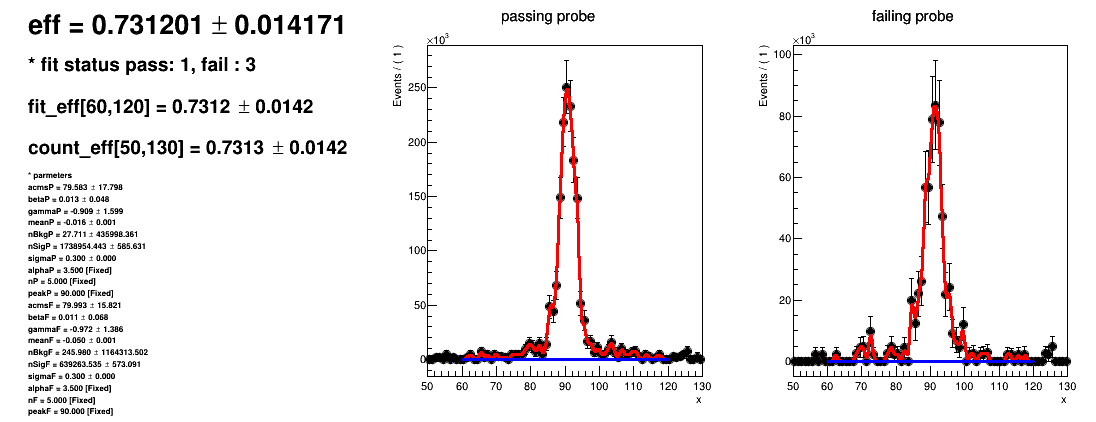 eff = 0.731201 ± 0.014171
* fit status pass: 1, fail : 3
fit_eff[60,120] = 0.7312 ± 0.0142
count_eff[50,130] = 0.7313 ± 0.0142
* parmeters
acmsP = 79.583 ± 17.798
betaP = 0.013 ± 0.048
gammaP = -0.909 ± 1.599
meanP = -0.016 ± 0.001
nBkgP = 27.711 ± 435998.361
nSigP = 1738954.443 ± 585.631
sigmaP = 0.300 ± 0.000
alphaP = 3.500 [Fixed]
nP = 5.000 [Fixed]
peakP = 90.000 [Fixed]
acmsF = 79.993 ± 15.821
betaF = 0.011 ± 0.068
gammaF = -0.972 ± 1.386
meanF = -0.050 ± 0.001
nBkgF = 245.980 ± 1164313.502
nSigF = 639263.535 ± 573.091
sigmaF = 0.300 ± 0.000
alphaF = 3.500 [Fixed]
nF = 5.000 [Fixed]
peakF = 90.000 [Fixed]
passing probe
×10³
Events / ( 1 )
250
200
150
100
50
0
50 60 70 80 90 100 110 120 130
x
failing probe
×10³
Events / ( 1 )
100
80
60
40
20
0
50 60 70 80 90 100 110 120 130
x